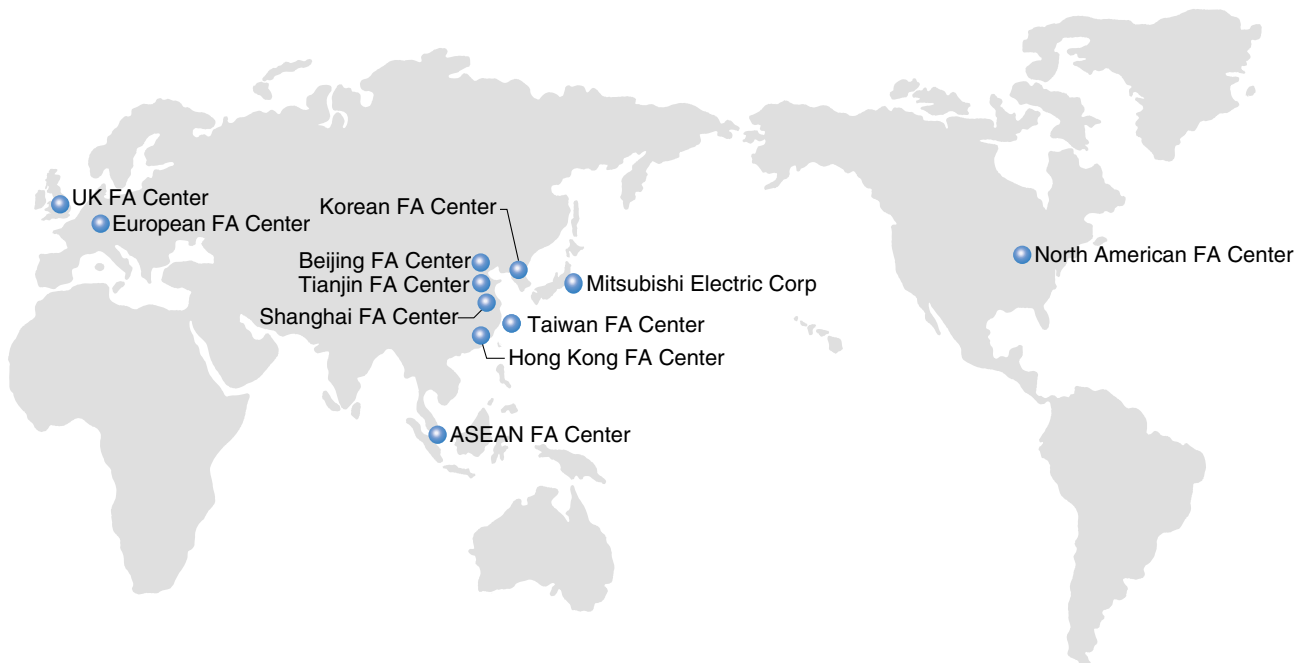 UK FA Center
European FA Center
Korean FA Center
Beijing FA Center
Tianjin FA Center
Shanghai FA Center
Mitsubishi Electric Corp
Taiwan FA Center
Hong Kong FA Center
ASEAN FA Center
North American FA Center